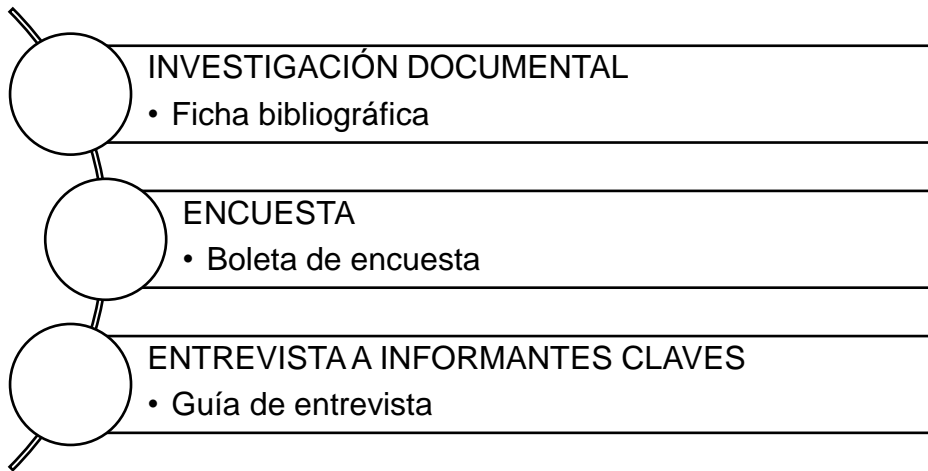 INVESTIGACIÓN DOCUMENTAL
• Ficha bibliográfica
ENCUESTA
• Boleta de encuesta
ENTREVISTA A INFORMANTES CLAVES
• Guía de entrevista